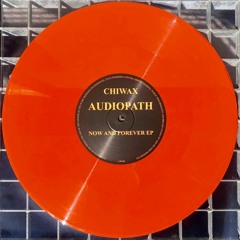 CHIWAX
AUDIOPATH
NOW AND FOREVER EP